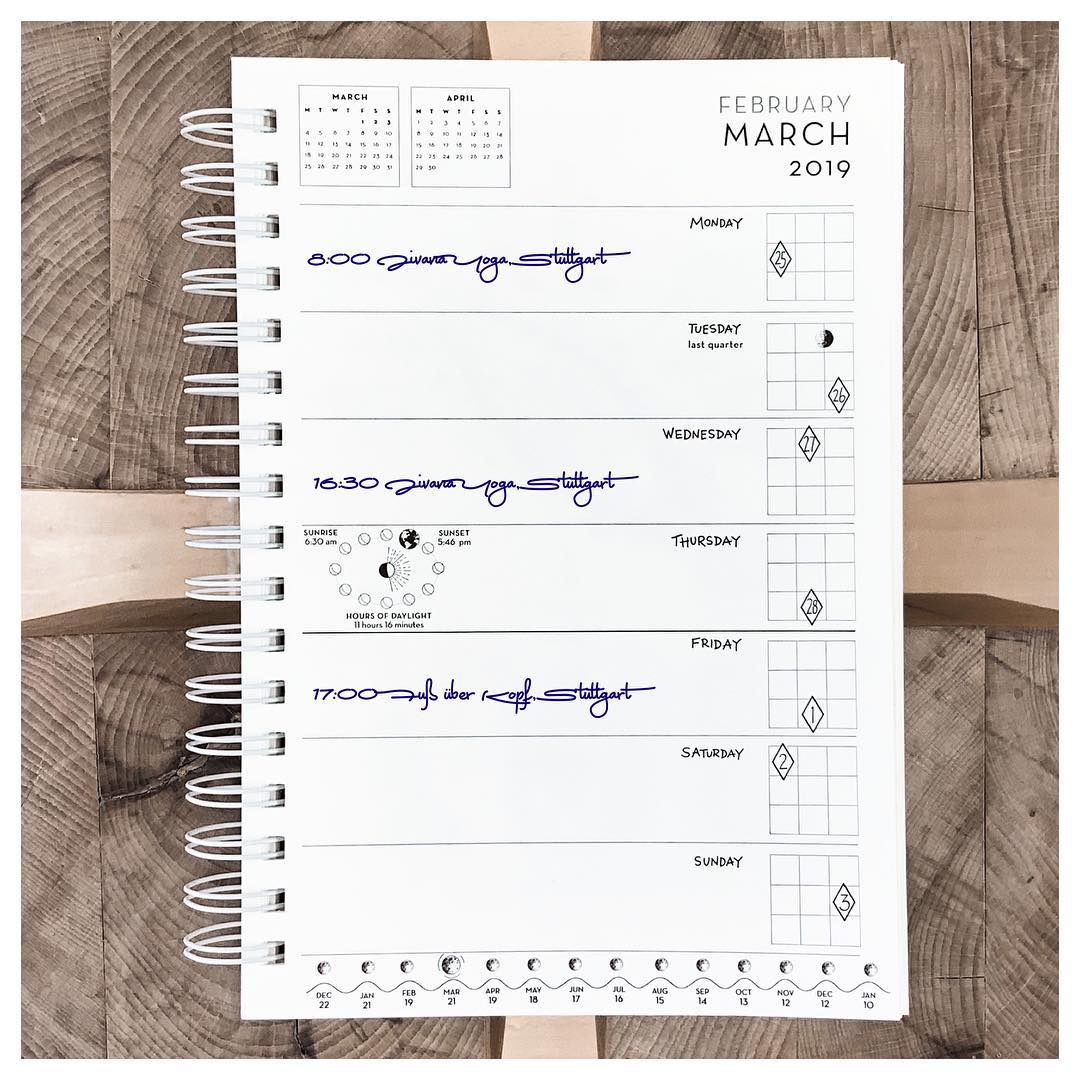 MARCH
M T W T F S S
1 2 3
4 5 6 7 8 9 10
11 12 13 14 15 16 17
18 19 20 21 22 23 24
25 26 27 28 29 30 31
APRIL
M T W T F S S
1 2 3 4 5 6 7
8 9 10 11 12 13 14
15 16 17 18 19 20 21
22 23 24 25 26 27 28
29 30
FEBRUARY
MARCH
2019
MONDAY
25
8:00 Jivana Yoga, Stuttgart
TUESDAY
last quarter
26
WEDNESDAY
27
16:30 Jivana Yoga, Stuttgart
SUNRISE
6:30 am
SUNSET
5:46 pm
HOURS OF DAYLIGHT
11 hours 16 minutes
THURSDAY
28
FRIDAY
1
17:00 Fuß über Kopf, Stuttgart
SATURDAY
2
SUNDAY
3
DEC 22
JAN 21
FEB 19
MAR 21
APR 19
MAY 18
JUN 17
JUL 16
AUG 15
SEP 14
OCT 13
NOV 12
DEC 12
JAN 10